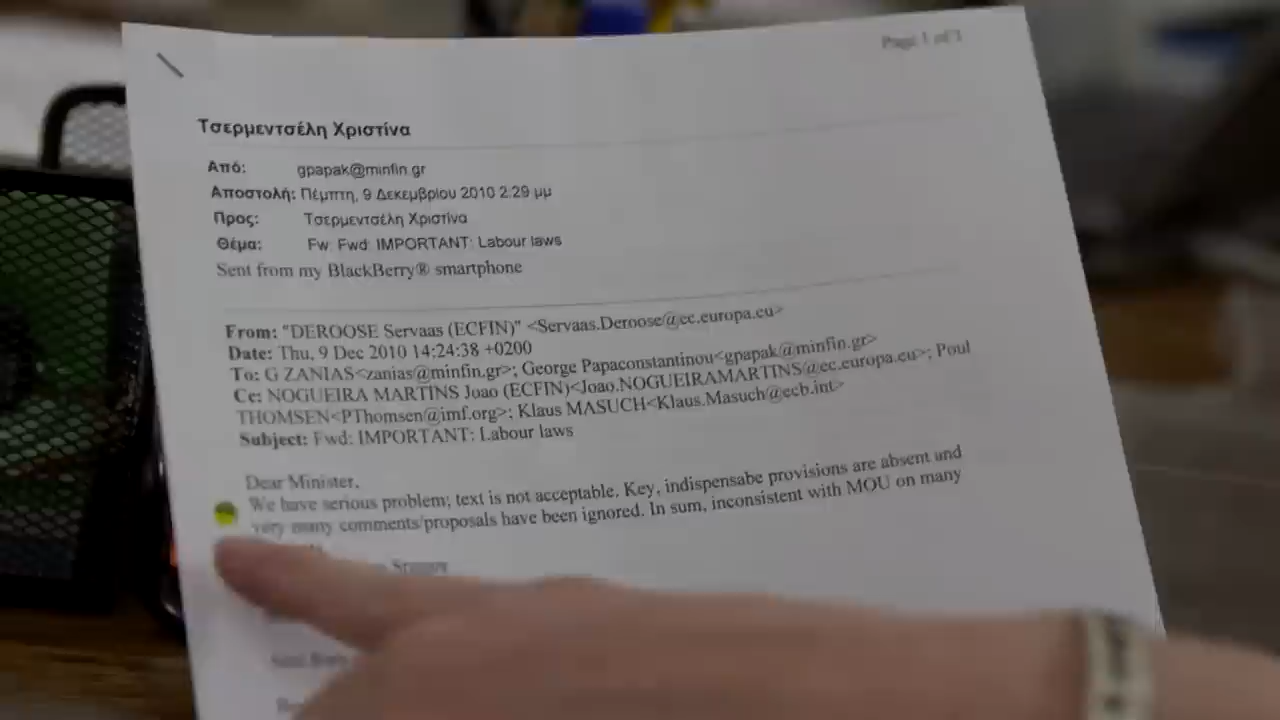 Page 1 of 3
Τσερμεντσέλη Χριστίνα
Από: gpapak@minfin.gr
Αποστολή: Πέμπτη, 9 Δεκεμβρίου 2010 2:29 μμ
Προς: Τσερμεντσέλη Χριστίνα
Θέμα: Fw: Fwd: IMPORTANT: Labour laws
Sent from my BlackBerry® smartphone
From: "DEROOSE Servaas (ECFIN)" <Servaas.Deroose@ec.europa.eu>
Date: Thu, 9 Dec 2010 14:24:38 +0200
To: G ZANIAS<zanias@minfin.gr>; George Papaconstantinou<gpapak@minfin.gr>
Cc: NOGUEIRA MARTINS Joao (ECFIN)<Joao.NOGUEIRAMARTINS@ec.europa.eu>; Poul
THOMSEN<PThomsen@imf.org>; Klaus MASUCH<Klaus.Masuch@ecb.int>
Subject: Fwd: IMPORTANT: Labour laws
Dear Minister,
We have serious problem; text is not acceptable. Key, indispensabe provisions are absent and
very many comments/proposals have been ignored. In sum, inconsistent with MOU on many